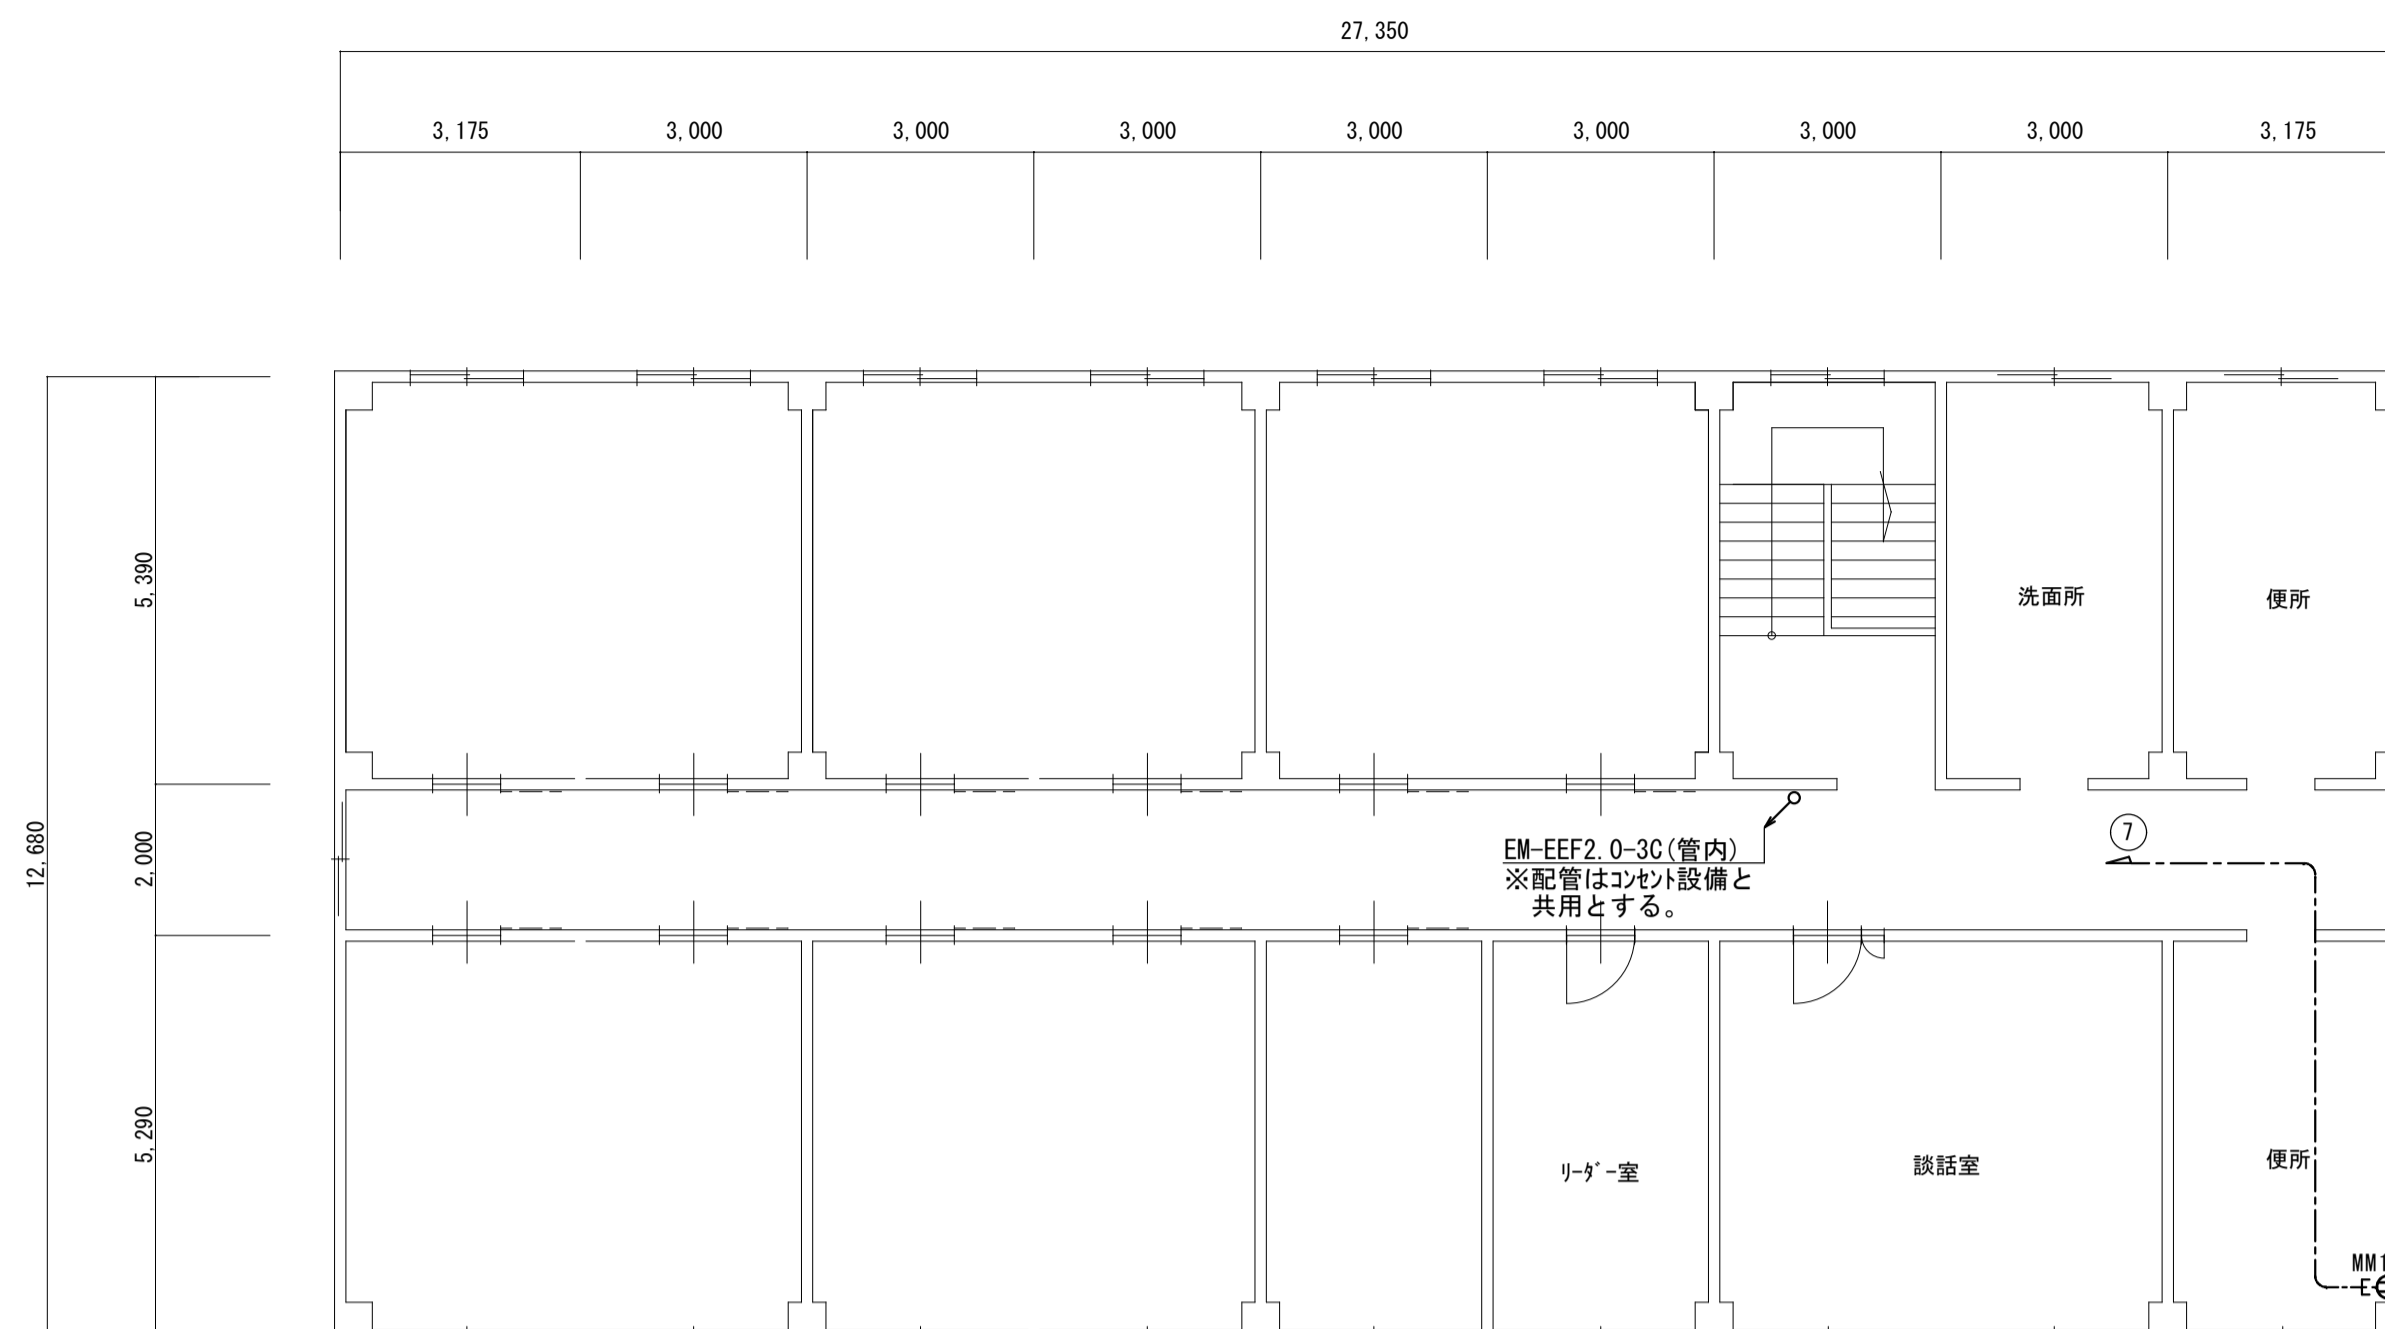 27,350
3,175
3,000
3,000
3,000
3,000
3,000
3,000
3,000
3,175
12,680
5,390
2,000
5,290
洗面所
便所
EM-EEF2.0-3C(管内)
※配管はｺﾝｾﾝﾄ設備と
共用とする。
7
ﾘｰﾀﾞｰ室
談話室
便所
MM1
E